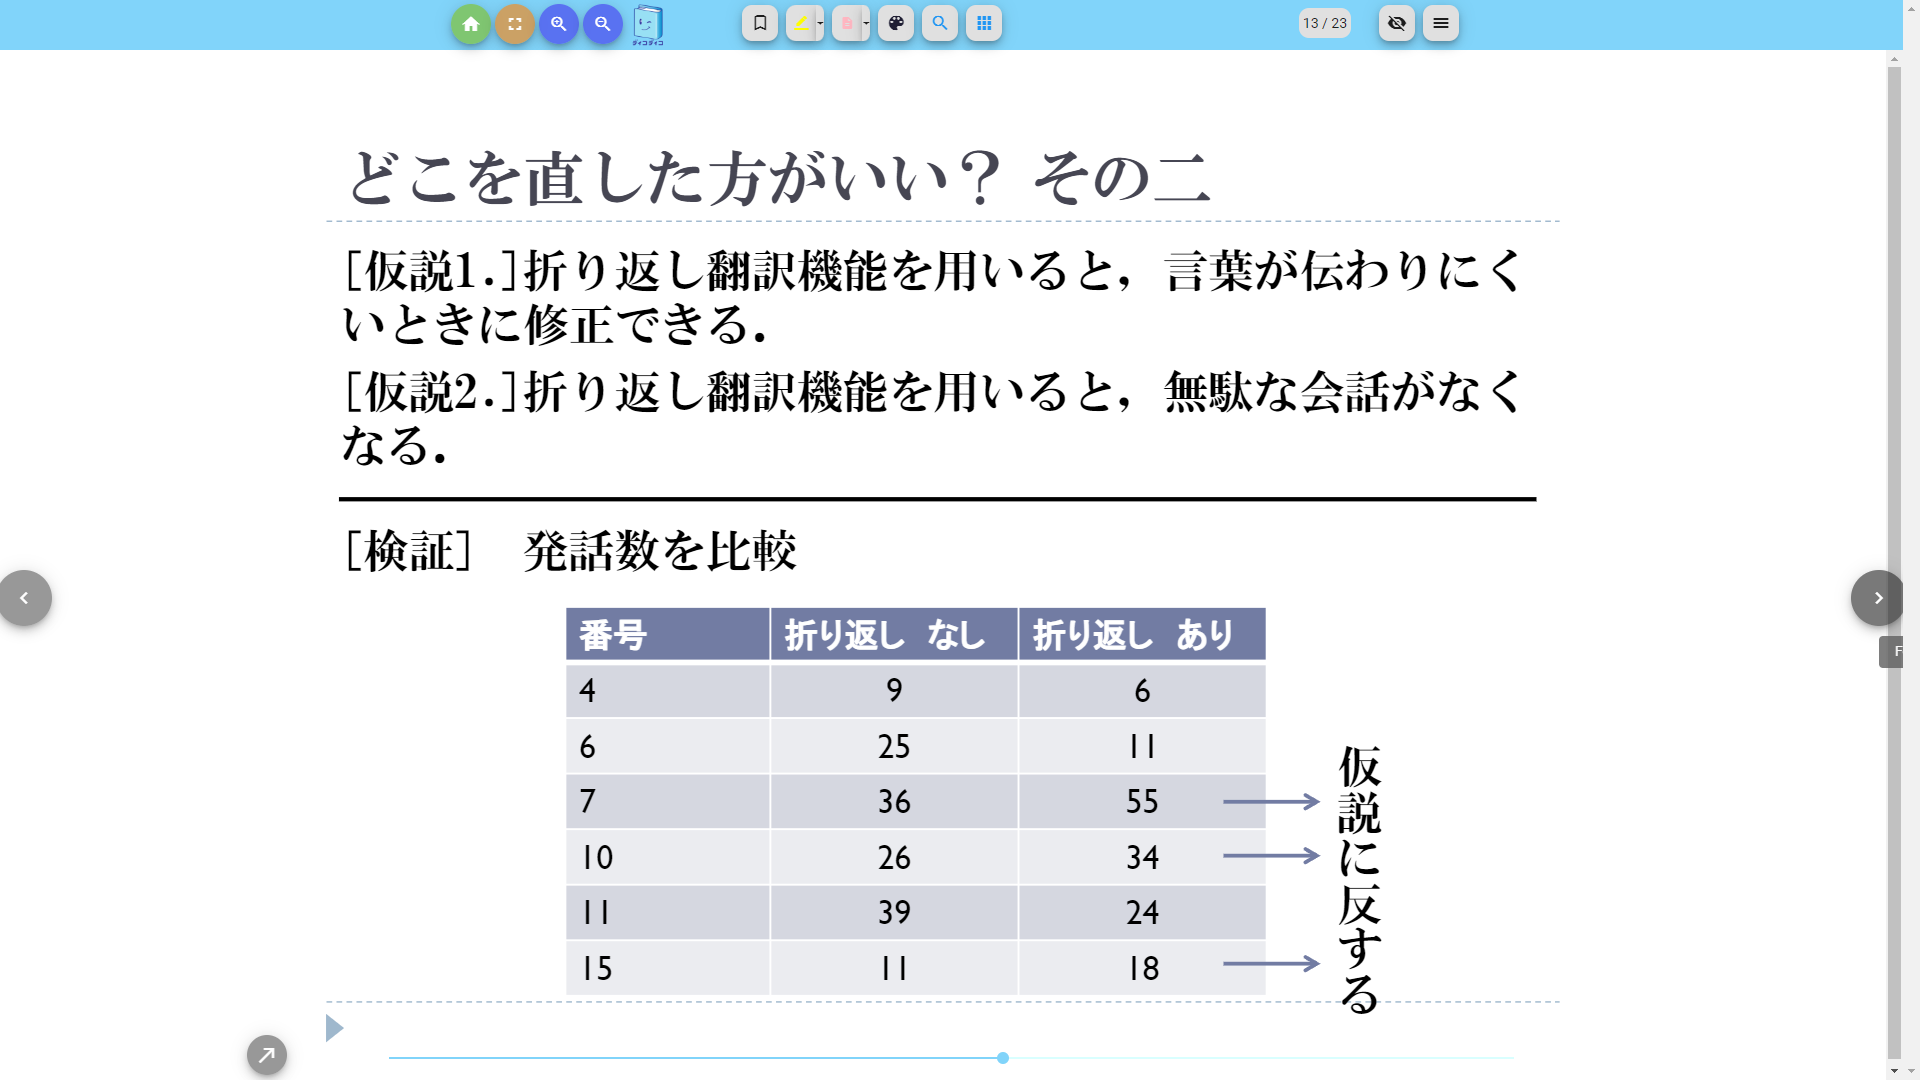 ダイコダイコ
13 / 23
どこを直した方がいい？ その二
[仮説1.]折り返し翻訳機能を用いると，言葉が伝わりにく
いときに修正できる．
[仮説2.]折り返し翻訳機能を用いると，無駄な会話がなく
なる．
[検証]　発話数を比較
番号 折り返し　なし 折り返し　あり
4 9 6
6 25 11
7 36 55
10 26 34
11 39 24
15 11 18
仮説に反する
F